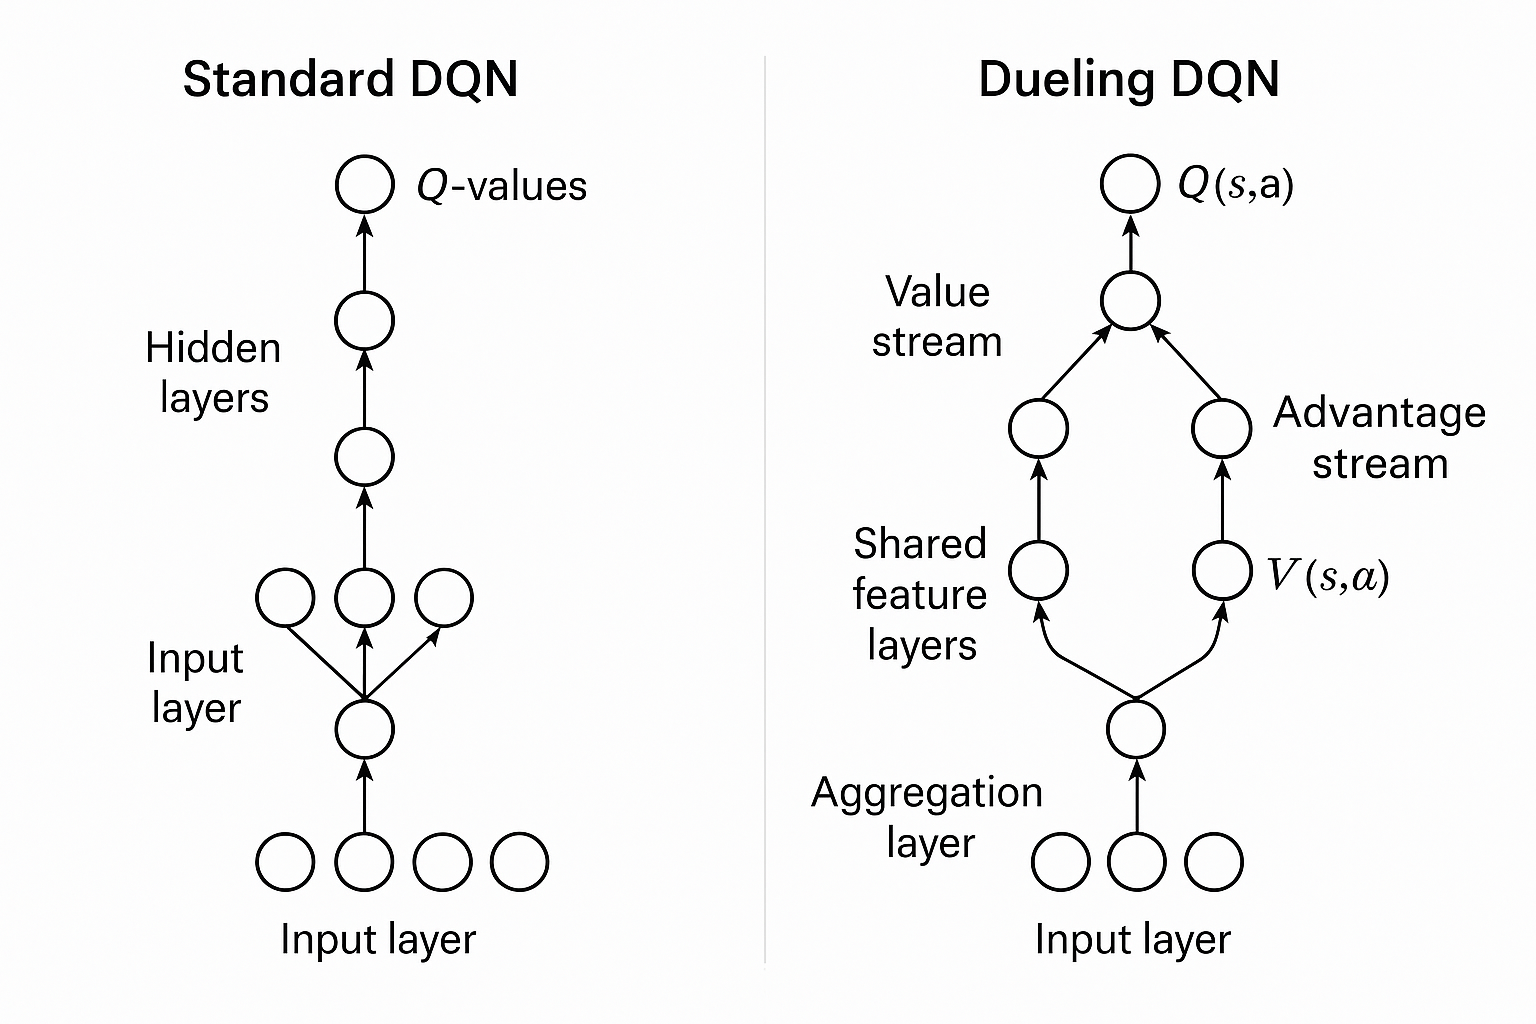 Standard DQN
Q-values
Hidden
layers
Input
layer
Input layer
Dueling DQN
Q(s,a)
Value
stream
Advantage
stream
Shared
feature
layers
V(s,a)
Aggregation
layer
Input layer